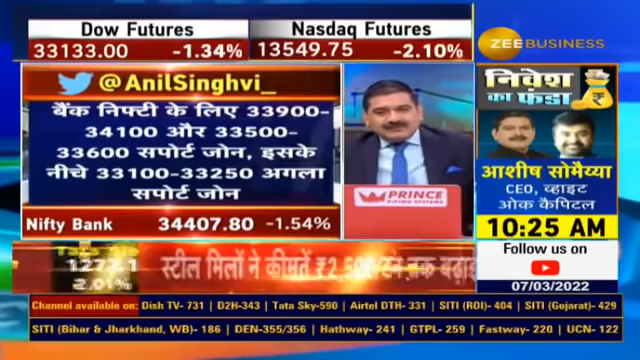 Dow Futures
33133.00 -1.34%
Nasdaq Futures
13549.75 -2.10%
ZEE BUSINESS
@AnilSinghvi_
बैंक निफ्टी के लिए 33900-
34100 और 33500-
33600 सपोर्ट जोन, इसके
नीचे 33100-33250 अगला
सपोर्ट जोन
Nifty Bank 34407.80 -1.54%
PRINCE
PIPING SYSTEMS
निवेश
का फंडा
आशीष सोमैय्या
CEO, व्हाइट
ओक कैपिटल
10:25 AM
Follow us on
07/03/2022
2.01%
स्टील मिलों ने कीमतें
तक बढ़ाई
Channel available on: Dish TV- 731 | D2H-343 | Tata Sky-590 | Airtel DTH- 331 | SITI (ROI)- 404 | SITI (Gujarat)- 429
SITI (Bihar & Jharkhand, WB)- 186 | DEN-355/356 | Hathway- 241 | GTPL- 259 | Fastway- 220 | UCN- 122